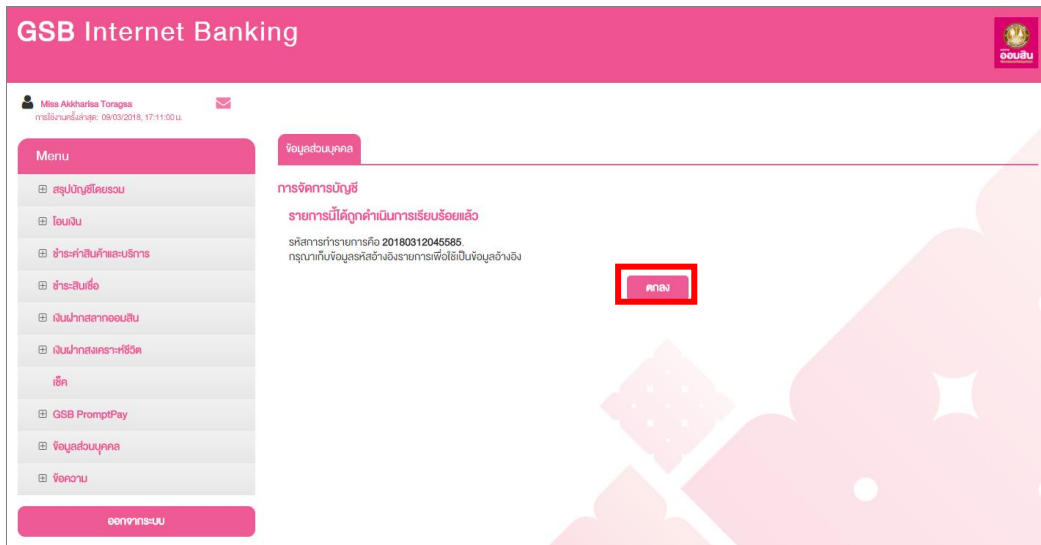 GSB Internet Banking
ออมสิน
Miss Akkharisa Toragsa
การใช้งานครั้งล่าสุด: 09/03/2018, 17:11:00 น.
Menu
สรุปบัญชีโดยรวม
โอนเงิน
ชำระค่าสินค้าและบริการ
ชำระสินเชื่อ
เงินฝากสลากออมสิน
เงินฝากสงเคราะห์ชีวิต
เช็ค
GSB PromptPay
ข้อมูลส่วนบุคคล
ข้อความ
ออกจากระบบ
ข้อมูลส่วนบุคคล
การจัดการบัญชี
รายการนี้ได้ถูกดำเนินการเรียบร้อยแล้ว
รหัสการทำรายการคือ 20180312045585.
กรุณาเก็บข้อมูลรหัสอ้างอิงรายการเพื่อใช้เป็นข้อมูลอ้างอิง
ตกลง